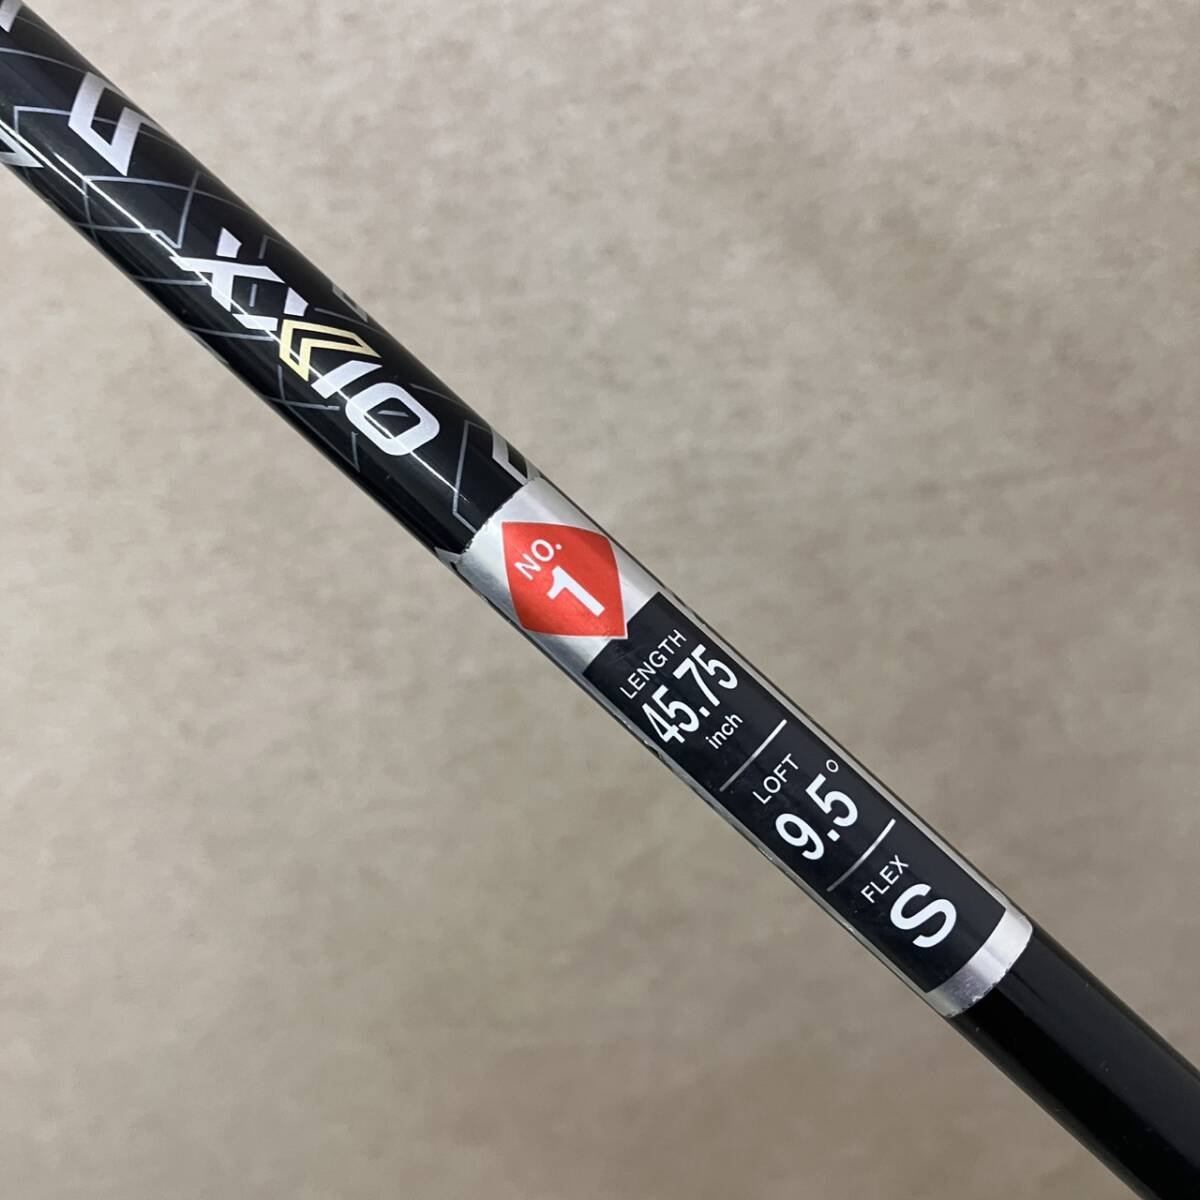 XXIO
NO.
1
LENGTH
45.75
inch
LOFT
9.5°
FLEX
S